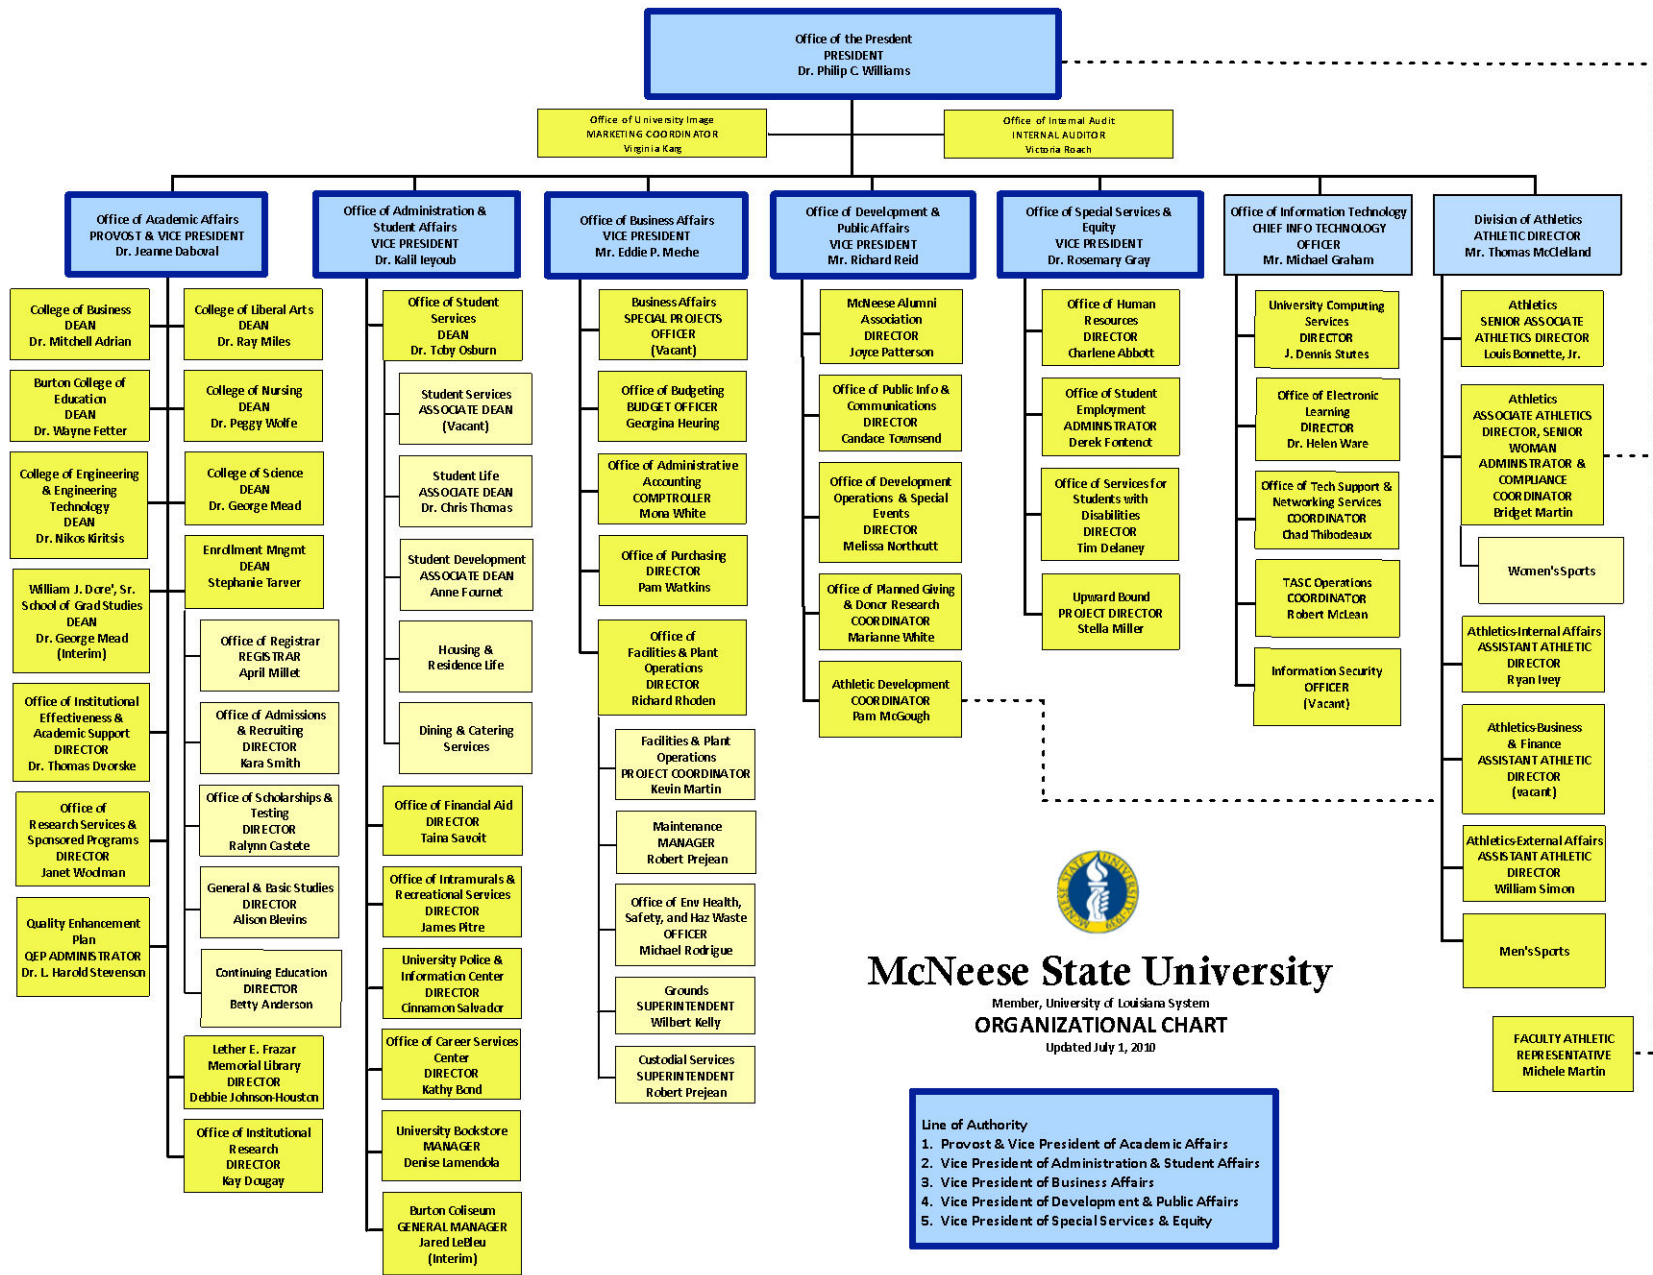 Office of the Presdent
PRESIDENT
Dr. Philip C. Williams
Office of University Image
MARKETING COORDINATOR
Virginia Karg
Office of Internal Audit
INTERNAL AUDITOR
Victoria Roach
Office of Academic Affairs
PROVOST & VICE PRESIDENT
Dr. Jeanne Daboval
Office of Administration &
Student Affairs
VICE PRESIDENT
Dr. Kalil Ieyoub
Office of Business Affairs
VICE PRESIDENT
Mr. Eddie P. Meche
Office of Development &
Public Affairs
VICE PRESIDENT
Mr. Richard Reid
Office of Special Services &
Equity
VICE PRESIDENT
Dr. Rosemary Gray
Office of Information Technology
CHIEF INFO TECHNOLOGY
OFFICER
Mr. Michael Graham
Division of Athletics
ATHLETIC DIRECTOR
Mr. Thomas McClelland
College of Business
DEAN
Dr. Mitchell Adrian
College of Liberal Arts
DEAN
Dr. Ray Miles
Burton College of
Education
DEAN
Dr. Wayne Fetter
College of Nursing
DEAN
Dr. Peggy Wolfe
College of Engineering
& Engineering
Technology
DEAN
Dr. Nikos Kiritsis
College of Science
DEAN
Dr. George Mead
Enrollment Mngmt
DEAN
Stephanie Tarver
William J. Dore', Sr.
School of Grad Studies
DEAN
Dr. George Mead
(Interim)
Office of Registrar
REGISTRAR
April Millet
Office of Institutional
Effectiveness &
Academic Support
DIRECTOR
Dr. Thomas Dvorske
Office of Admissions
& Recruiting
DIRECTOR
Kara Smith
Office of
Research Services &
Sponsored Programs
DIRECTOR
Janet Woolman
Office of Scholarships &
Testing
DIRECTOR
Ralynn Castete
General & Basic Studies
DIRECTOR
Alison Blevins
Quality Enhancement
Plan
QEP ADMINISTRATOR
Dr. L. Harold Stevenson
Continuing Education
DIRECTOR
Betty Anderson
Lether E. Frazar
Memorial Library
DIRECTOR
Debbie Johnson-Houston
Office of Institutional
Research
DIRECTOR
Kay Dougay
Office of Student
Services
DEAN
Dr. Toby Osburn
Student Services
ASSOCIATE DEAN
(Vacant)
Student Life
ASSOCIATE DEAN
Dr. Chris Thomas
Student Development
ASSOCIATE DEAN
Anne Fournet
Housing &
Residence Life
Dining & Catering
Services
Office of Financial Aid
DIRECTOR
Taina Savoit
Office of Intramurals &
Recreational Services
DIRECTOR
James Pitre
University Police &
Information Center
DIRECTOR
Cinnamon Salvador
Office of Career Services
Center
DIRECTOR
Kathy Bond
University Bookstore
MANAGER
Denise Lamendola
Burton Coliseum
GENERAL MANAGER
Jared LeBleu
(Interim)
Business Affairs
SPECIAL PROJECTS
OFFICER
(Vacant)
Office of Budgeting
BUDGET OFFICER
Georgina Heuring
Office of Administrative
Accounting
COMPTROLLER
Mona White
Office of Purchasing
DIRECTOR
Pam Watkins
Office of
Facilities & Plant
Operations
DIRECTOR
Richard Rhoden
Facilities & Plant
Operations
PROJECT COORDINATOR
Kevin Martin
Maintenance
MANAGER
Robert Prejean
Office of Env Health,
Safety, and Haz Waste
OFFICER
Michael Rodrigue
Grounds
SUPERINTENDENT
Wilbert Kelly
Custodial Services
SUPERINTENDENT
Robert Prejean
McNeese Alumni
Association
DIRECTOR
Joyce Patterson
Office of Public Info &
Communications
DIRECTOR
Candace Townsend
Office of Development
Operations & Special
Events
DIRECTOR
Melissa Northcutt
Office of Planned Giving
& Donor Research
COORDINATOR
Marianne White
Athletic Development
COORDINATOR
Pam McGough
Office of Human
Resources
DIRECTOR
Charlene Abbott
Office of Student
Employment
ADMINISTRATOR
Derek Fontenot
Office of Services for
Students with
Disabilities
DIRECTOR
Tim Delaney
Upward Bound
PROJECT DIRECTOR
Stella Miller
University Computing
Services
DIRECTOR
J. Dennis Stutes
Office of Electronic
Learning
DIRECTOR
Dr. Helen Ware
Office of Tech Support &
Networking Services
COORDINATOR
Chad Thibodeaux
TASC Operations
COORDINATOR
Robert McLean
Information Security
OFFICER
(Vacant)
Athletics
SENIOR ASSOCIATE
ATHLETICS DIRECTOR
Louis Bonnette, Jr.
Athletics
ASSOCIATE ATHLETICS
DIRECTOR, SENIOR
WOMAN
ADMINISTRATOR &
COMPLIANCE
COORDINATOR
Bridget Martin
Women's Sports
Athletics-Internal Affairs
ASSISTANT ATHLETIC
DIRECTOR
Ryan Ivey
Athletics-Business
& Finance
ASSISTANT ATHLETIC
DIRECTOR
(vacant)
Athletics-External Affairs
ASSISTANT ATHLETIC
DIRECTOR
William Simon
Men's Sports
FACULTY ATHLETIC
REPRESENTATIVE
Michele Martin
McNEESE STATE UNIVERSITY·1939
McNeese State University
Member, University of Louisiana System
ORGANIZATIONAL CHART
Updated July 1, 2010
Line of Authority
1. Provost & Vice President of Academic Affairs
2. Vice President of Administration & Student Affairs
3. Vice President of Business Affairs
4. Vice President of Development & Public Affairs
5. Vice President of Special Services & Equity